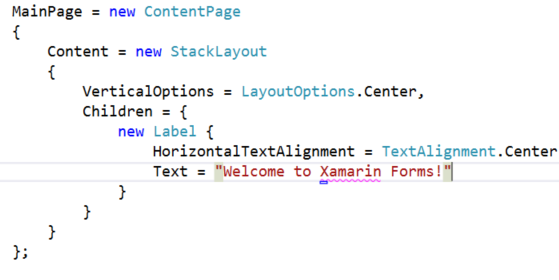 MainPage = new ContentPage
{
    Content = new StackLayout
    {
        VerticalOptions = LayoutOptions.Center,
        Children = {
            new Label {
                HorizontalTextAlignment = TextAlignment.Center
                Text = "Welcome to Xamarin Forms!"
            }
        }
    }
};